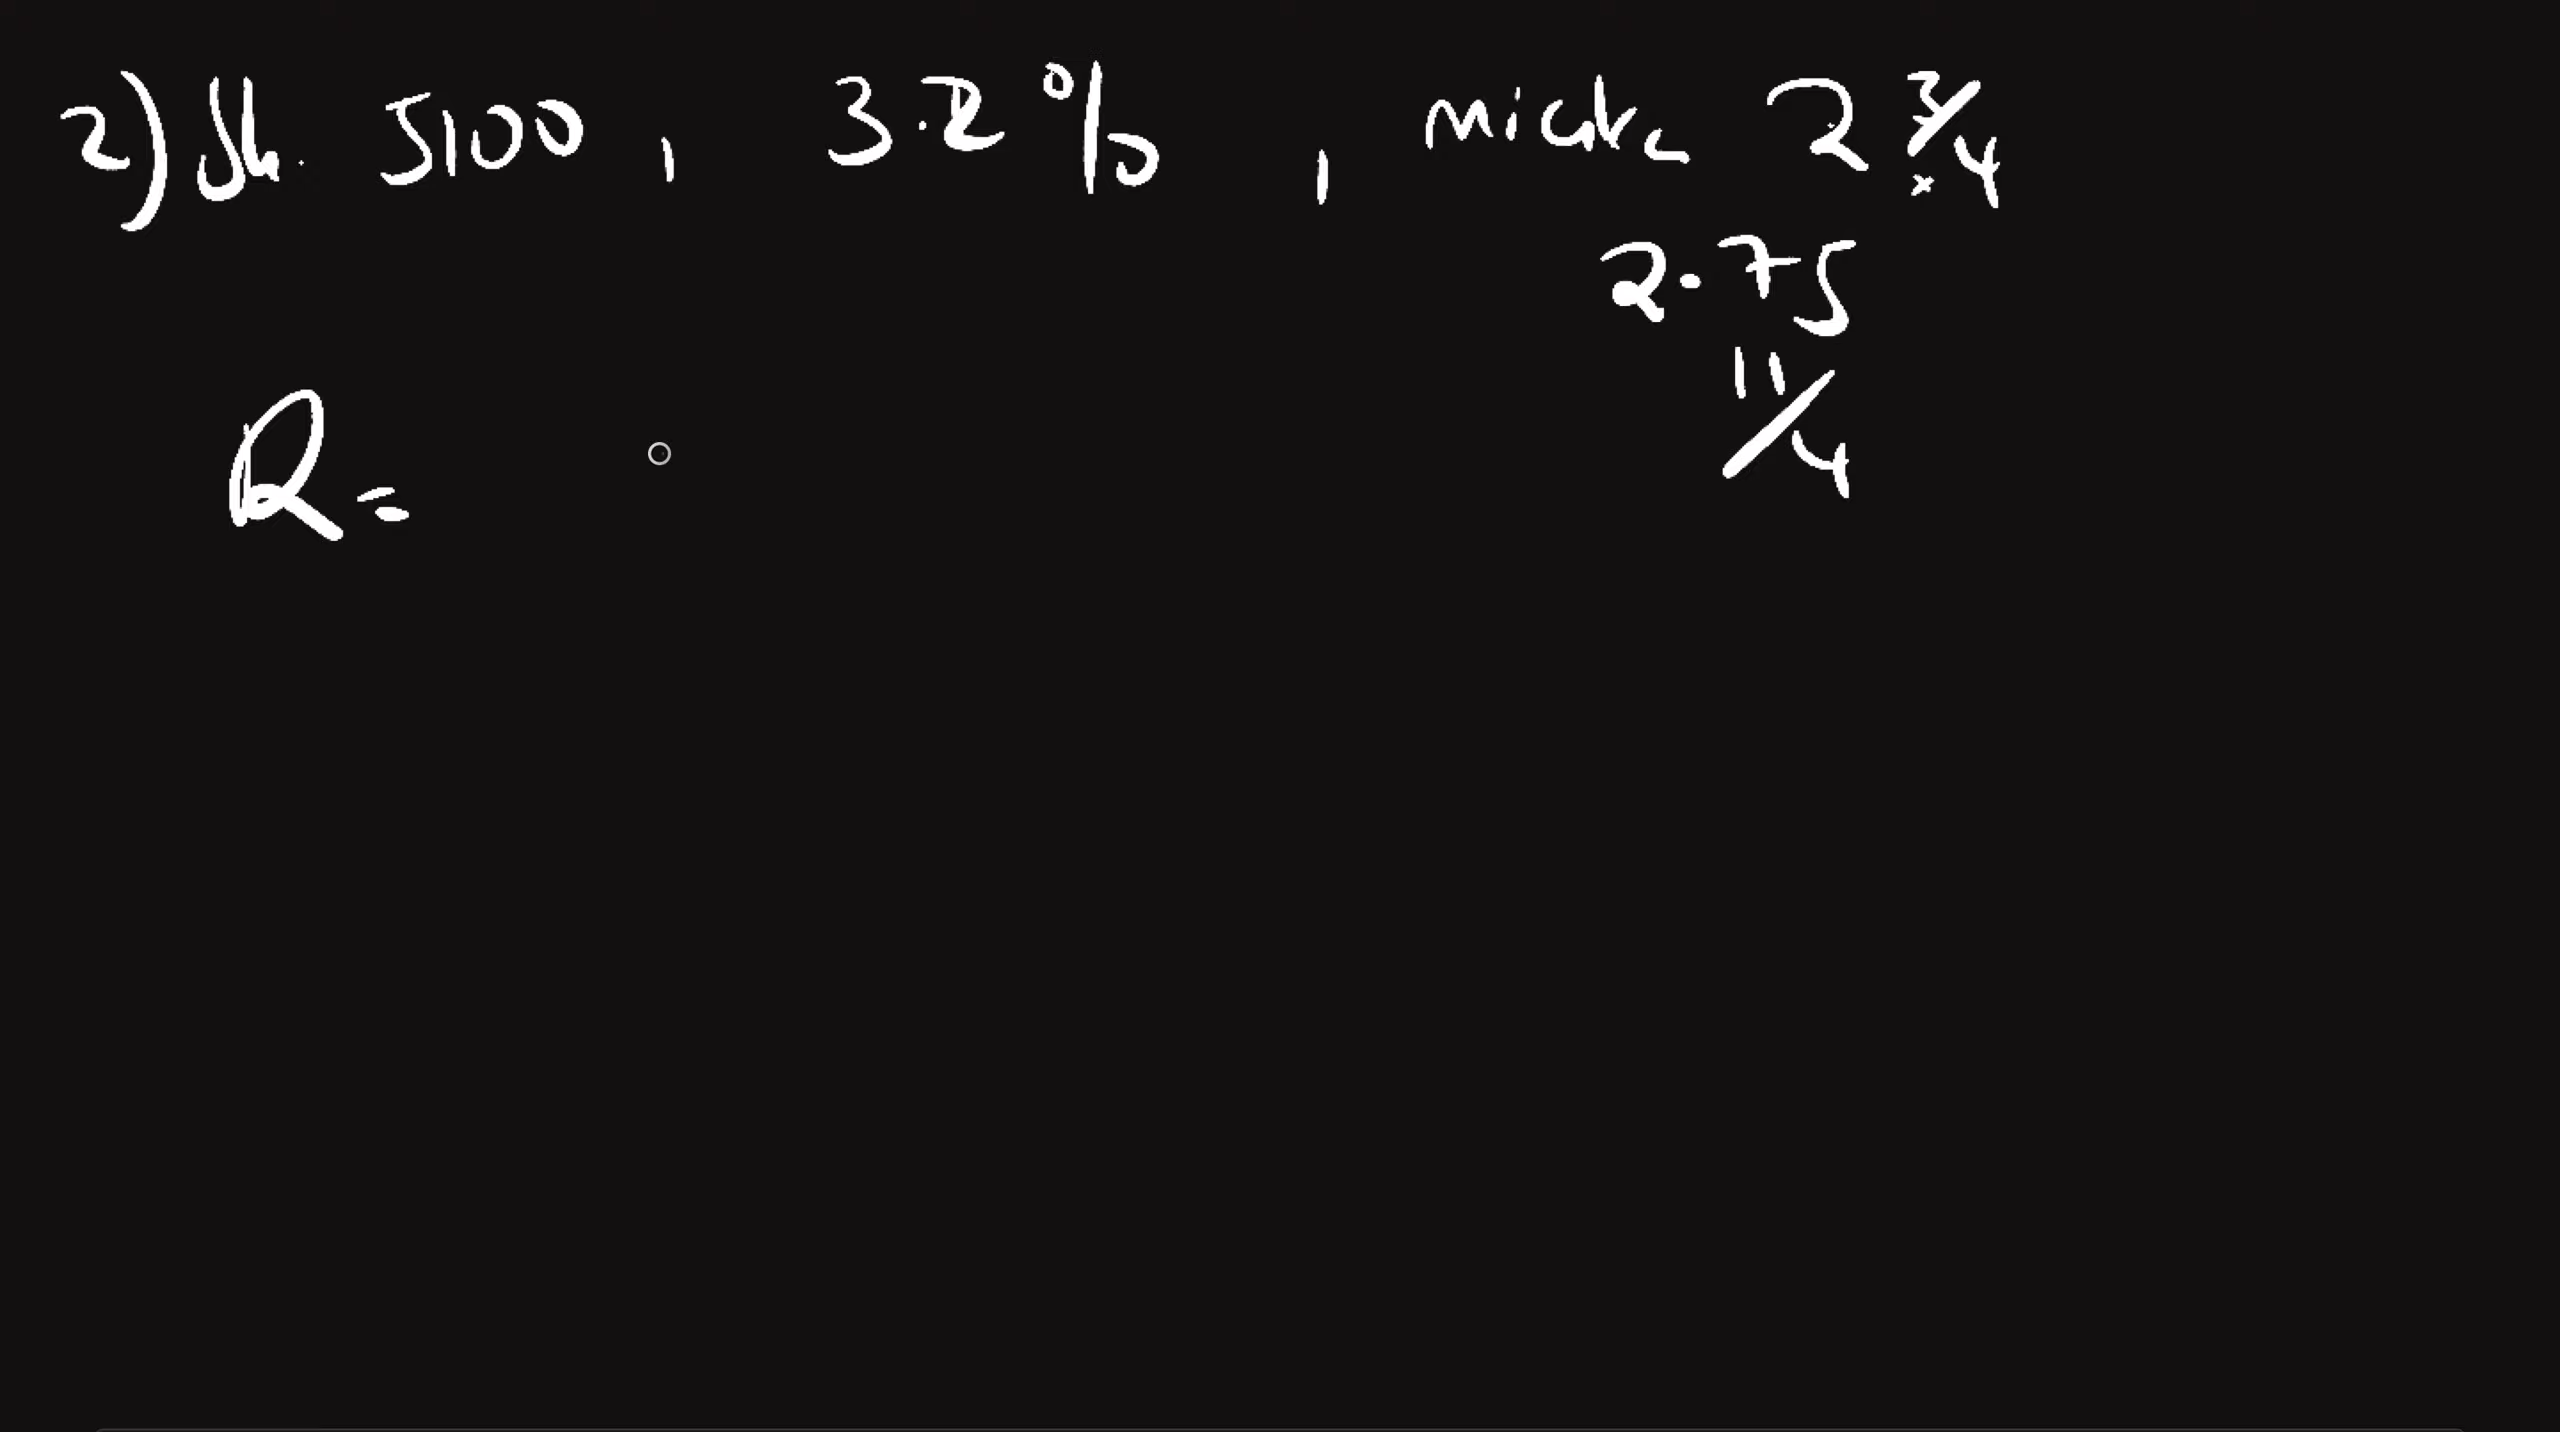 2) Sh. 5100, 3.2%, miaka 2 3/4
2.75
11/4
R =